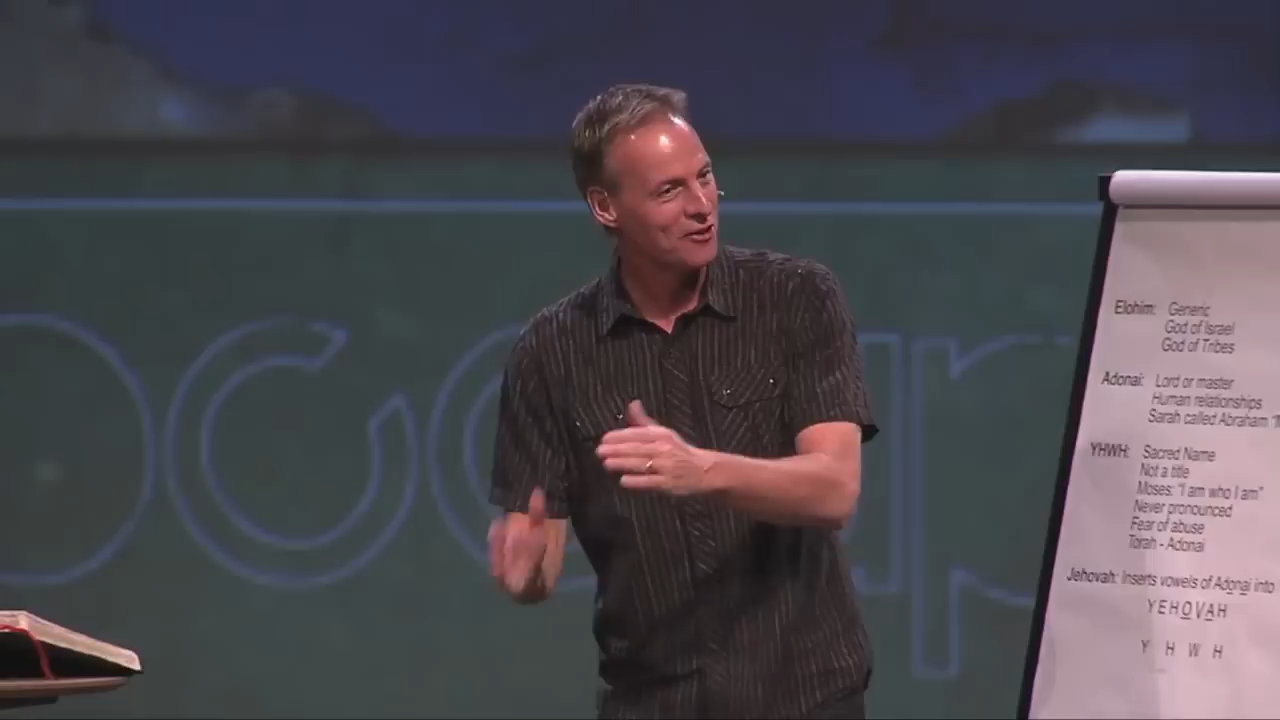 ocap
Elohim: Generic
God of Israel
God of Tribes
Adonai: Lord or master
Human relationships
Sarah called Abraham
YHWH: Sacred Name
Not a title
Moses: "I am who I am"
Never pronounced
Fear of abuse
Torah - Adonai
Jehovah: Inserts vowels of Adonai into
YEHOVAH
Y H W H